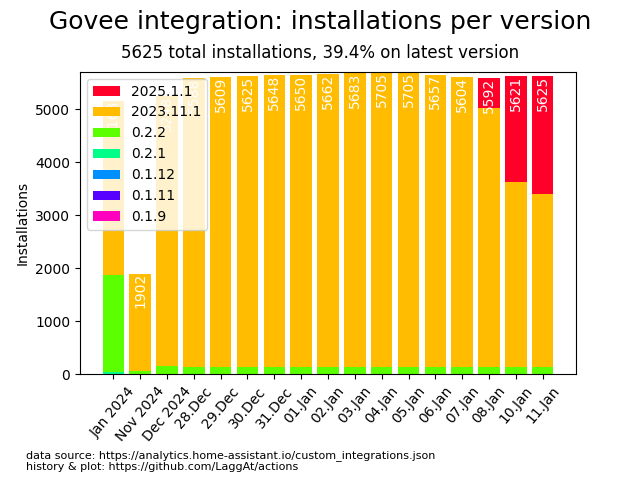 Govee integration: installations per version
5625 total installations, 39.4% on latest version
Installations
5000
4000
3000
2000
1000
0
2025.1.1
2023.11.1
0.2.2
0.2.1
0.1.12
0.1.11
0.1.9
1902
5609
5625
5648
5650
5662
5683
5705
5705
5657
5604
5592
5621
5625
Jan 2024
Nov 2024
Dec 2024
28.Dec
29.Dec
30.Dec
31.Dec
01.Jan
02.Jan
03.Jan
04.Jan
05.Jan
06.Jan
07.Jan
08.Jan
10.Jan
11.Jan
data source: https://analytics.home-assistant.io/custom_integrations.json
history & plot: https://github.com/LaggAt/actions